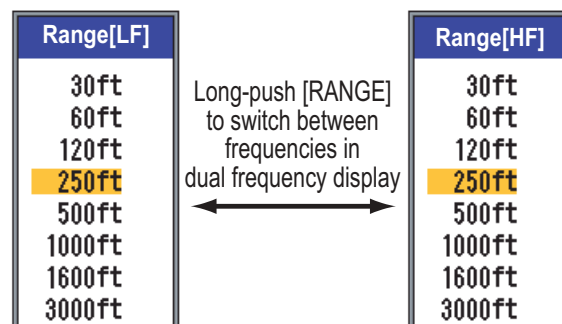 Range[LF]
30ft
60ft
120ft
250ft
500ft
1000ft
1600ft
3000ft
Long-push [RANGE]
to switch between
frequencies in
dual frequency display
Range[HF]
30ft
60ft
120ft
250ft
500ft
1000ft
1600ft
3000ft